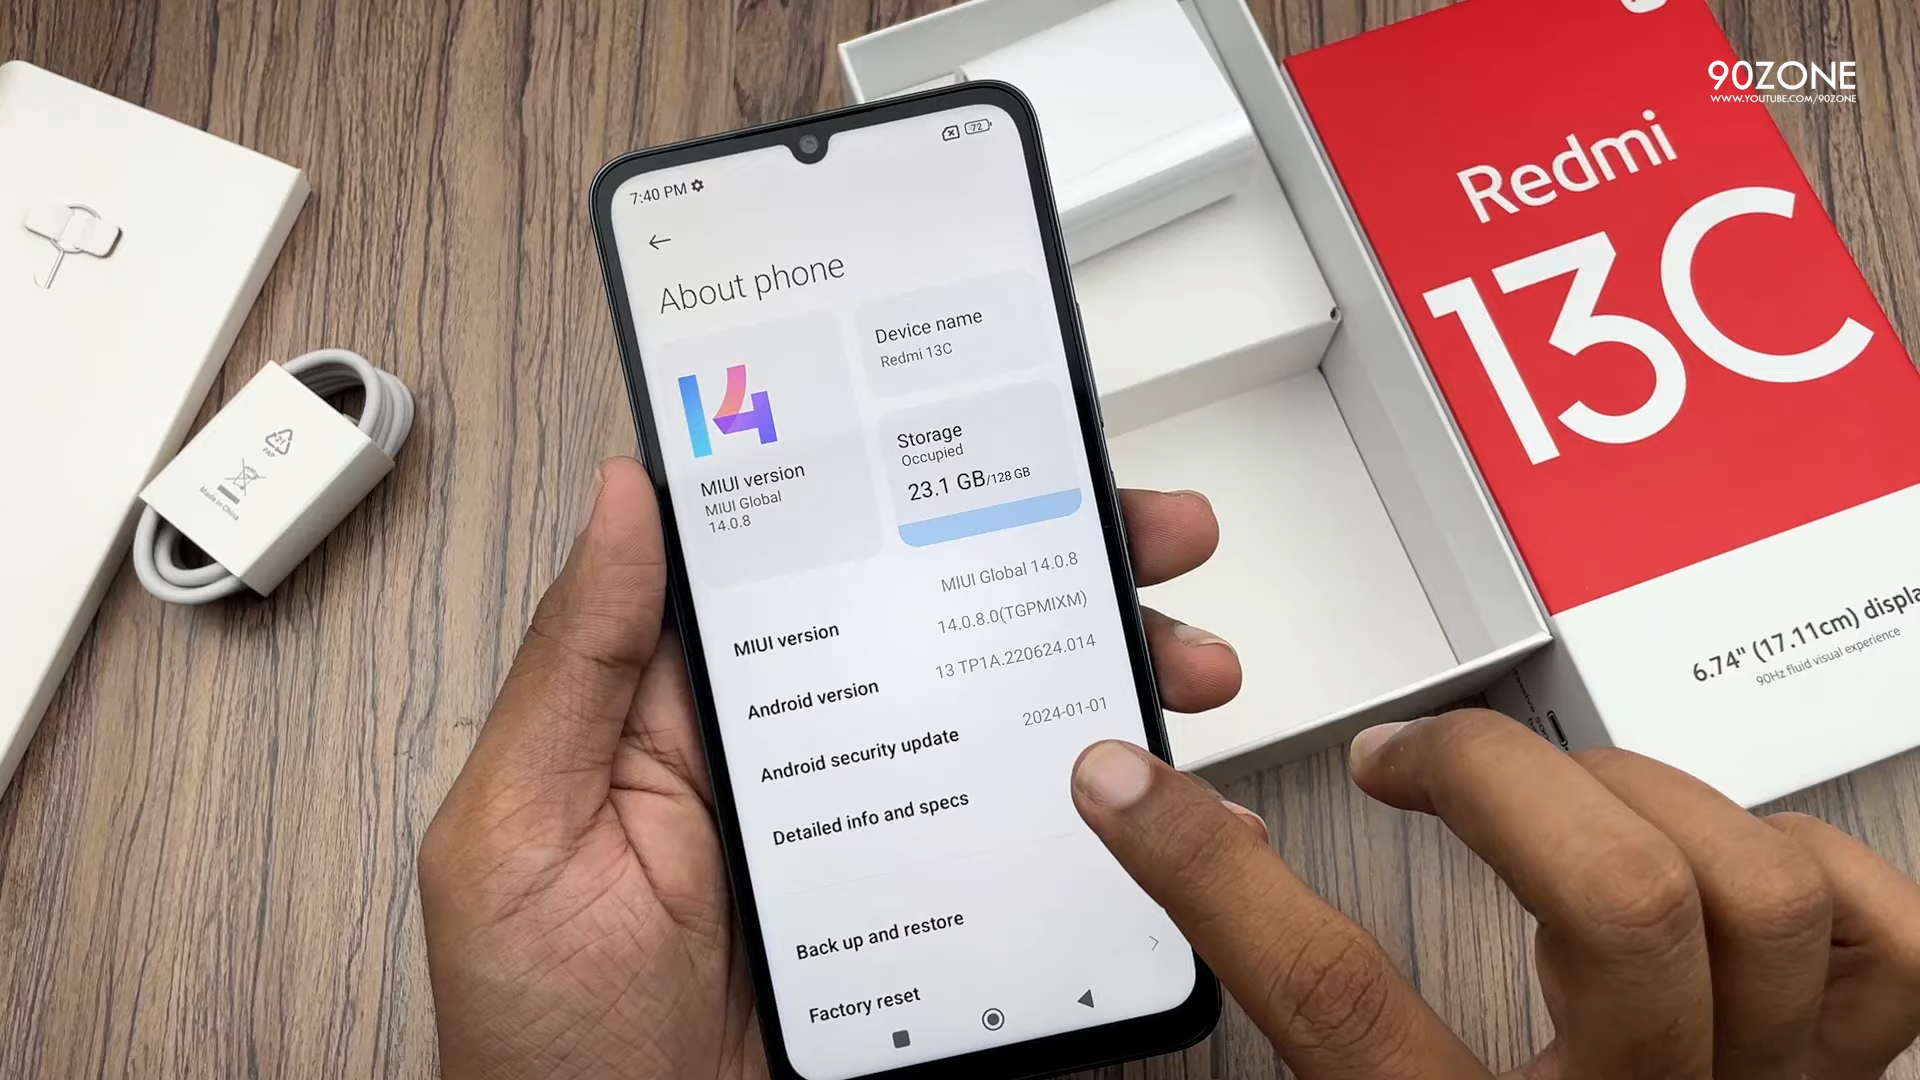 90ZONE
WWW.YOUTUBE.COM/90ZONE
7:40 PM
72
About phone
14
MIUI version
MIUI Global
14.0.8
Device name
Redmi 13C
Storage
Occupied
23.1 GB/128 GB
MIUI Global 14.0.8
MIUI version
14.0.8.0(TGPMIXM)
Android version
13 TP1A.220624.014
Android security update
2024-01-01
Detailed info and specs
Back up and restore
Factory reset
Redmi
13C
6.74" (17.11cm) displa
90Hz fluid visual experience
21
PAP
Made in China